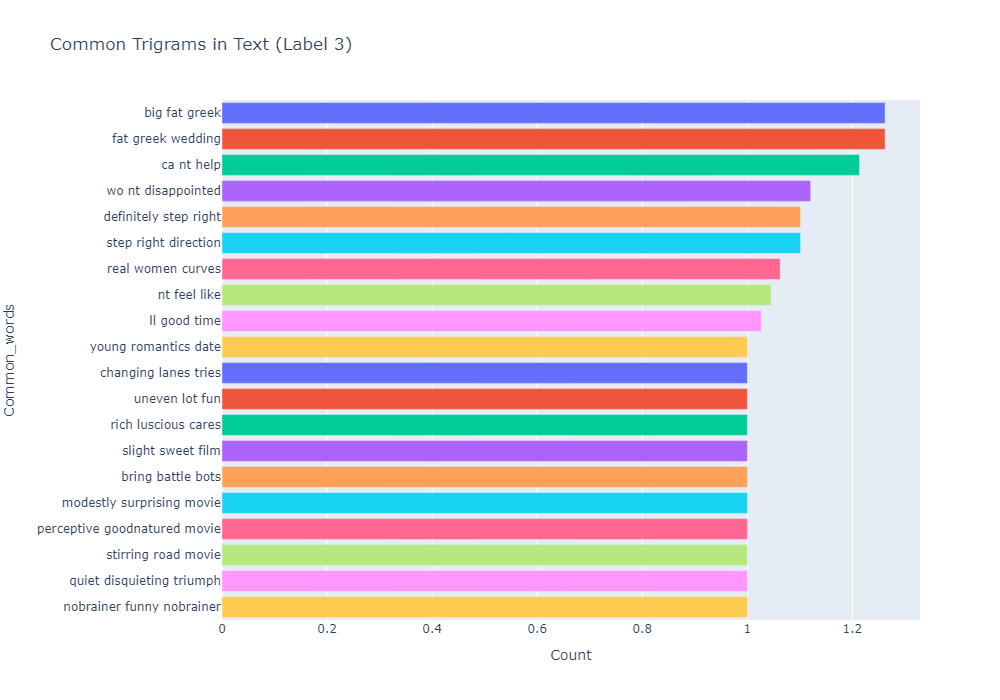 Common Trigrams in Text (Label 3)
big fat greek
fat greek wedding
ca nt help
wo nt disappointed
definitely step right
step right direction
real women curves
nt feel like
ll good time
young romantics date
changing lanes tries
uneven lot fun
rich luscious cares
slight sweet film
bring battle bots
modestly surprising movie
perceptive goodnatured movie
stirring road movie
quiet disquieting triumph
nobrainer funny nobrainer
Common_words
0 0.2 0.4 0.6 0.8 1 1.2
Count